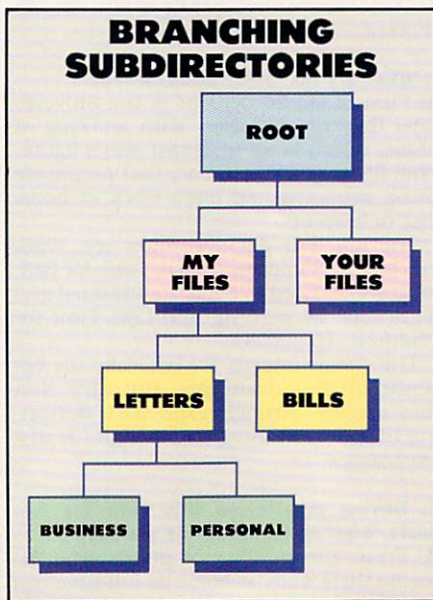 BRANCHING
SUBDIRECTORIES
ROOT
MY
FILES
YOUR
FILES
LETTERS
BILLS
BUSINESS
PERSONAL